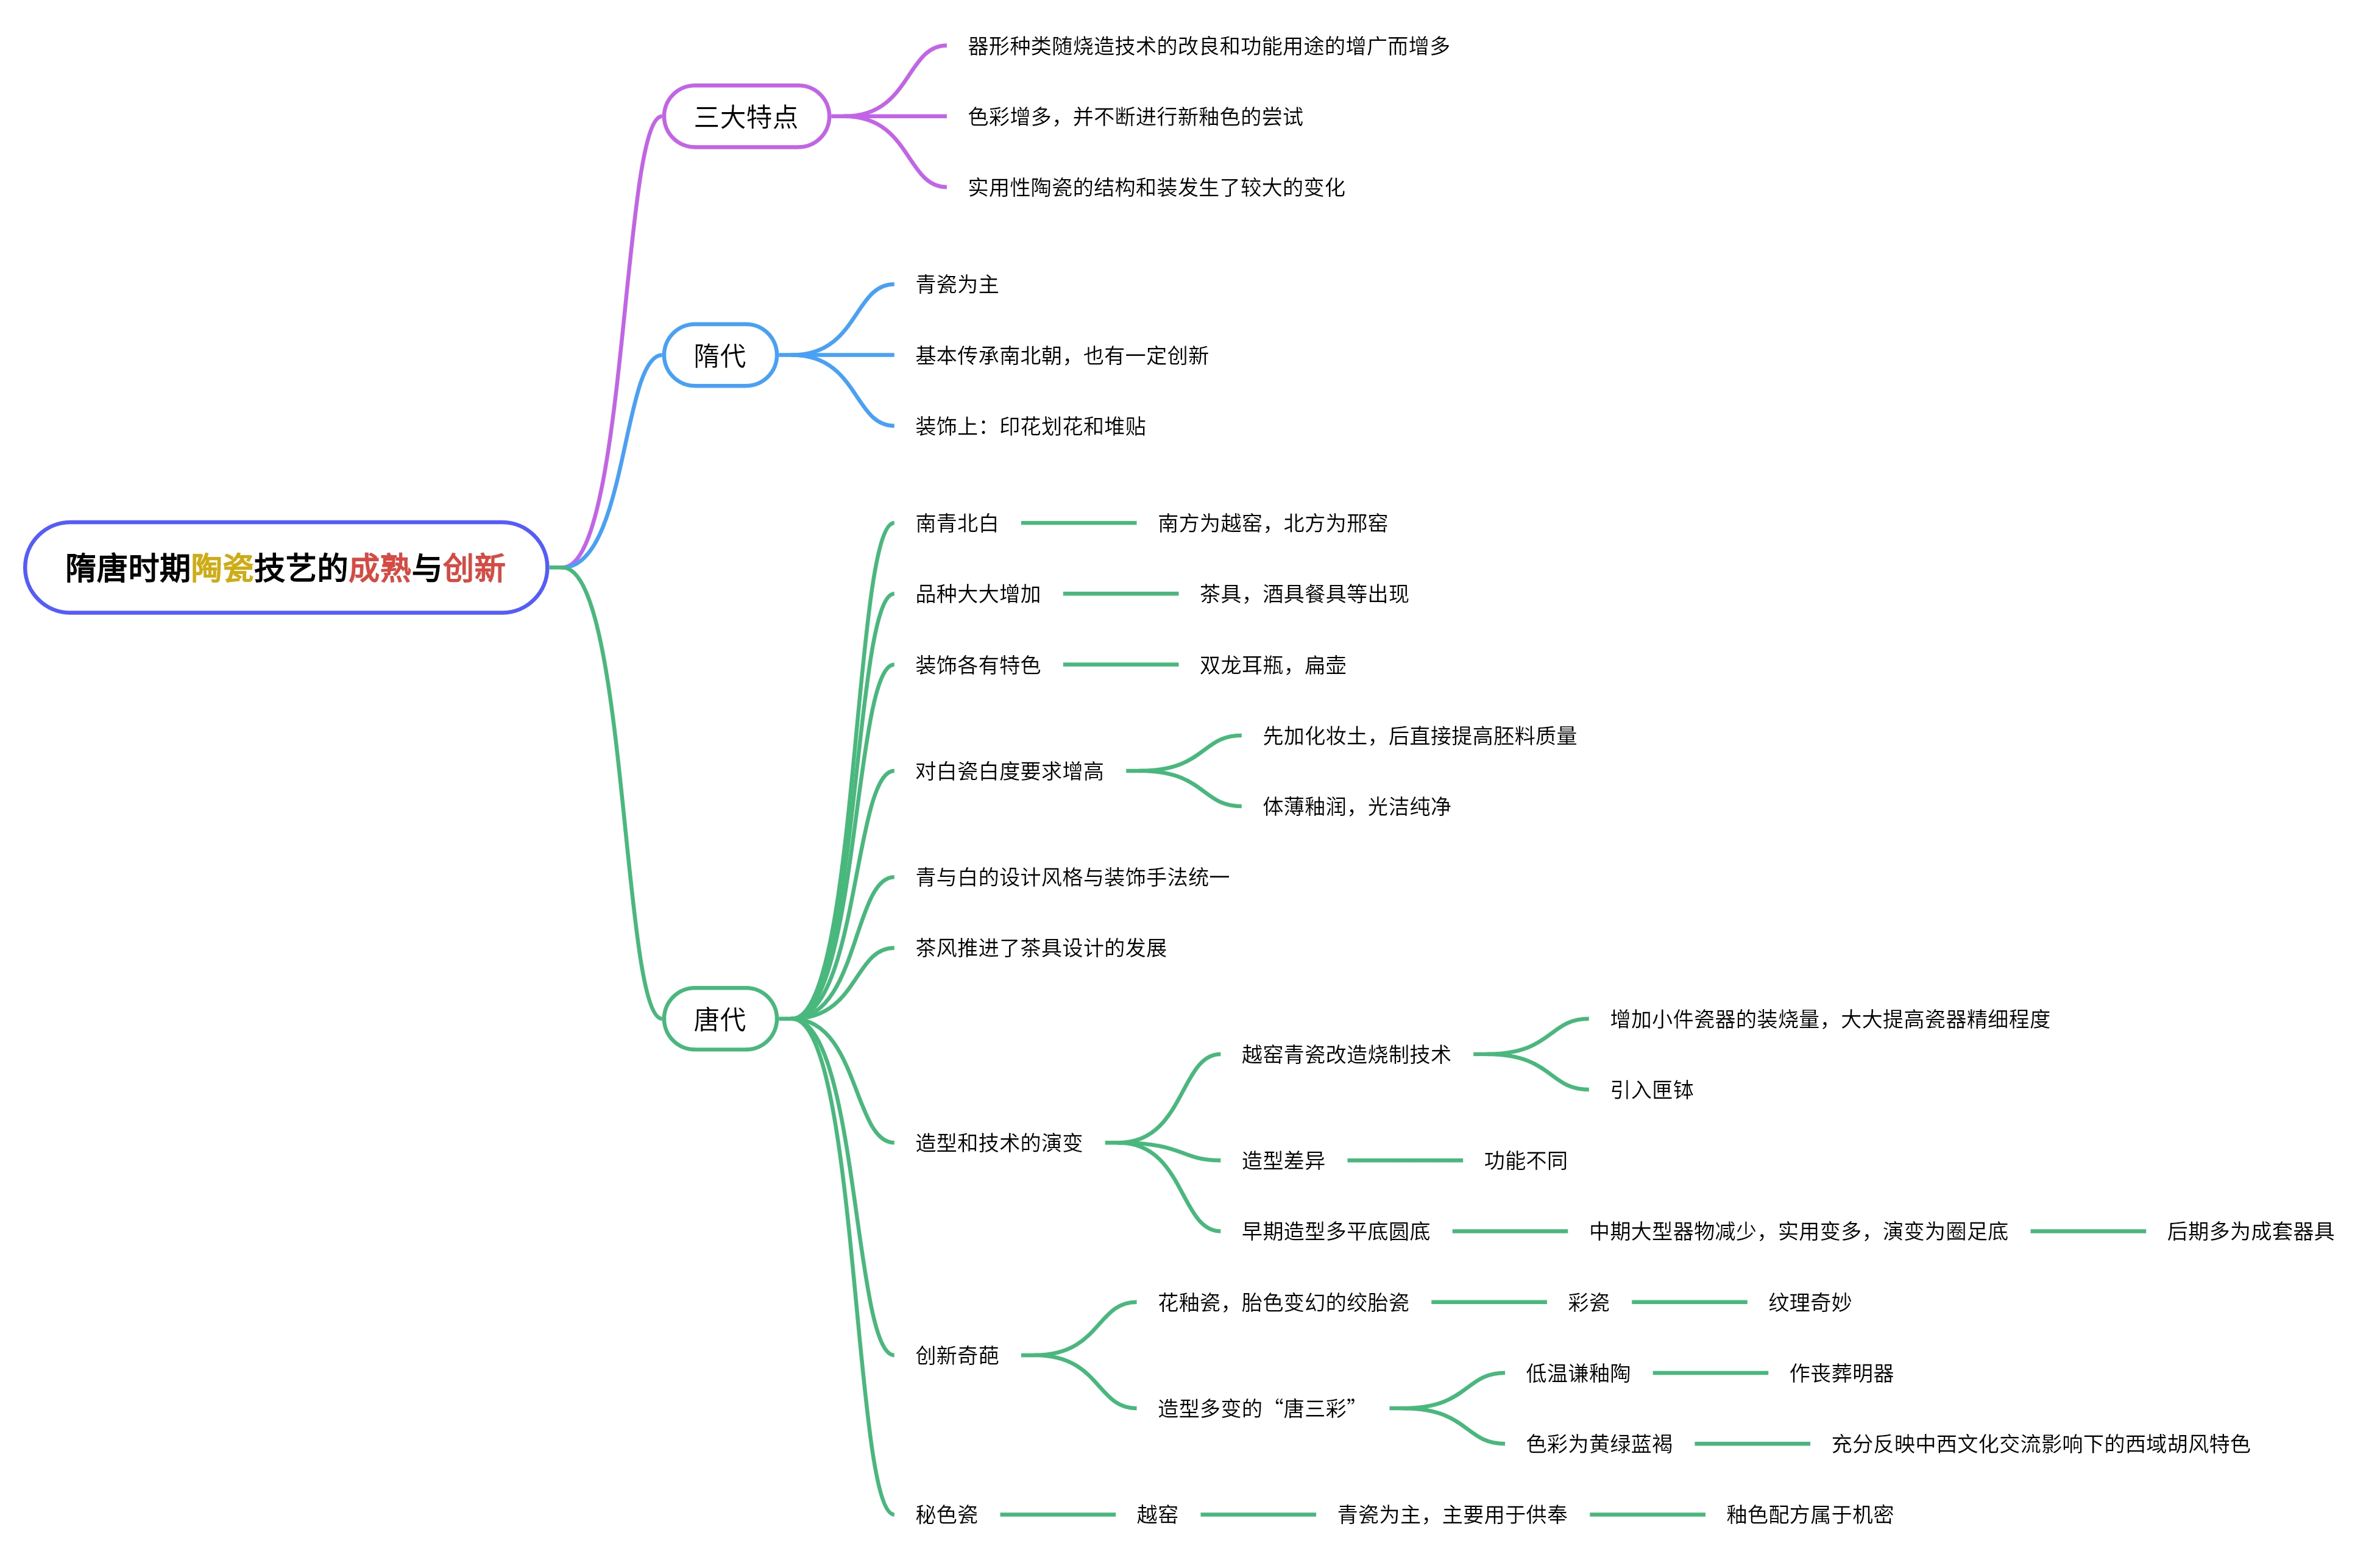 隋唐时期陶瓷技艺的成熟与创新
三大特点
器形种类随烧造技术的改良和功能用途的增广而增多
色彩增多，并不断进行新釉色的尝试
实用性陶瓷的结构和装发生了较大的变化
隋代
青瓷为主
基本传承南北朝，也有一定创新
装饰上：印花划花和堆贴
唐代
南青北白
南方为越窑，北方为邢窑
品种大大增加
茶具，酒具餐具等出现
装饰各有特色
双龙耳瓶，扁壶
对白瓷白度要求增高
先加化妆土，后直接提高胚料质量
体薄釉润，光洁纯净
青与白的设计风格与装饰手法统一
茶风推进了茶具设计的发展
造型和技术的演变
越窑青瓷改造烧制技术
增加小件瓷器的装烧量，大大提高瓷器精细程度
引入匣钵
造型差异
功能不同
早期造型多平底圆底
中期大型器物减少，实用变多，演变为圈足底
后期多为成套器具
创新奇葩
花釉瓷，胎色变幻的绞胎瓷
彩瓷
纹理奇妙
造型多变的“唐三彩”
低温谦釉陶
作丧葬明器
色彩为黄绿蓝褐
充分反映中西文化交流影响下的西域胡风特色
秘色瓷
越窑
青瓷为主，主要用于供奉
釉色配方属于机密